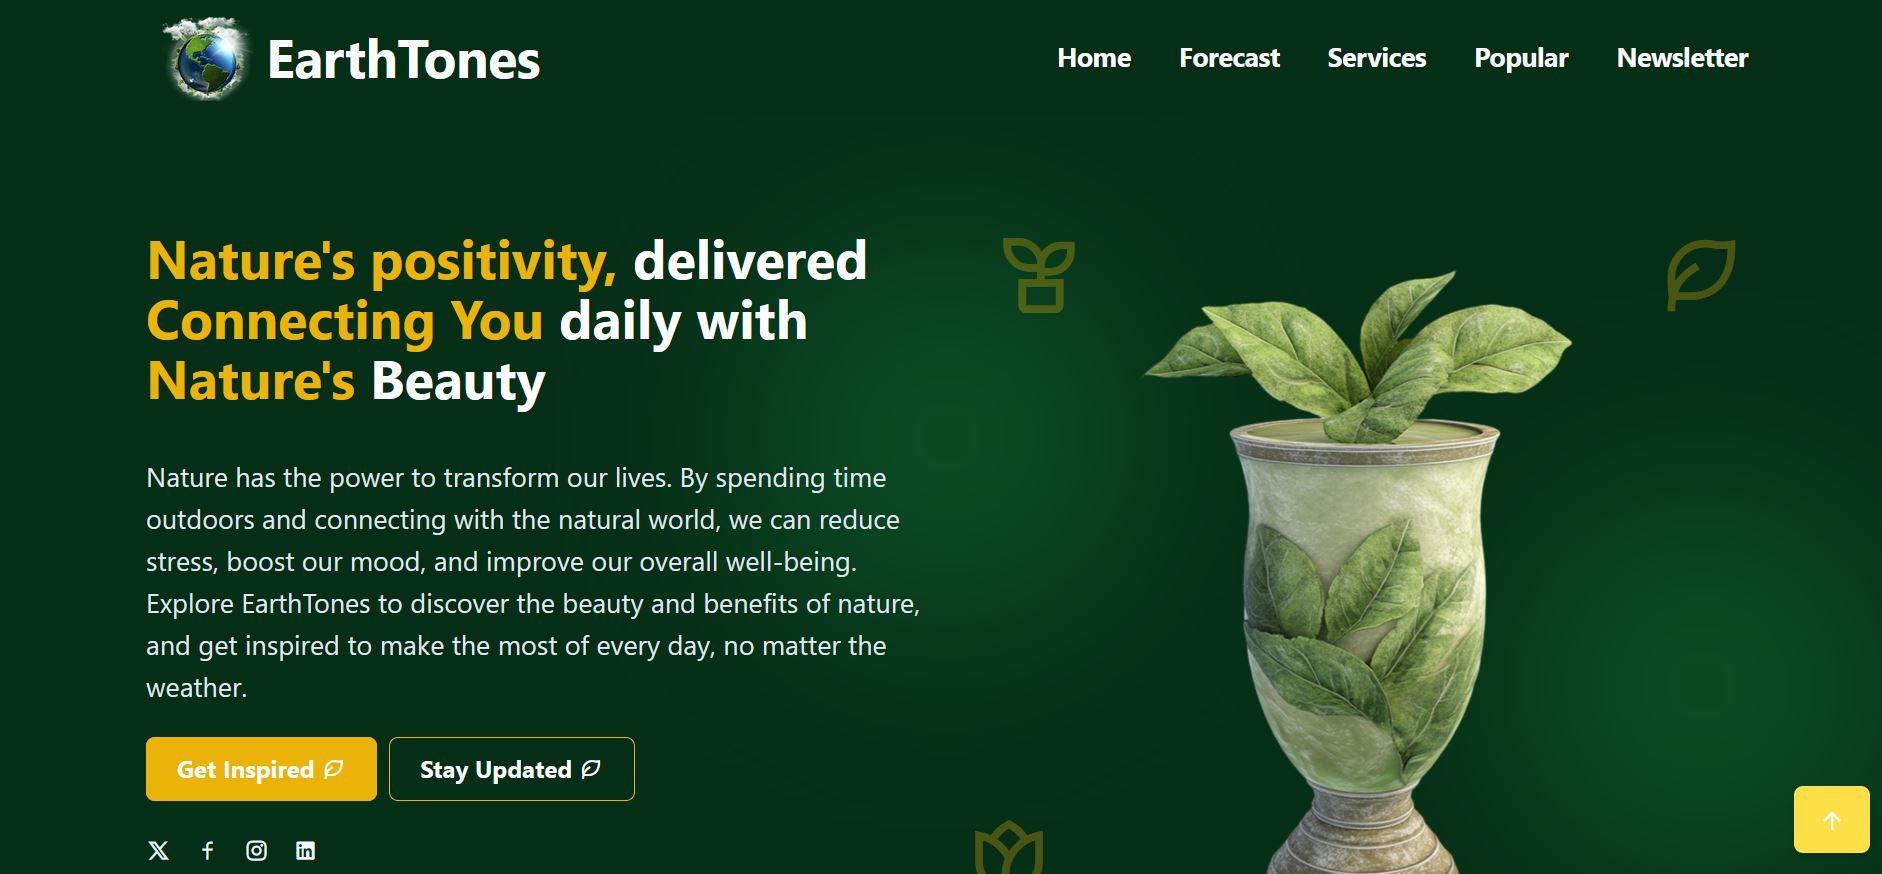 EarthTones
Home
Forecast
Services
Popular
Newsletter
Nature's positivity, delivered
Connecting You daily with
Nature's Beauty
Nature has the power to transform our lives. By spending time
outdoors and connecting with the natural world, we can reduce
stress, boost our mood, and improve our overall well-being.
Explore EarthTones to discover the beauty and benefits of nature,
and get inspired to make the most of every day, no matter the
weather.
Get Inspired
Stay Updated